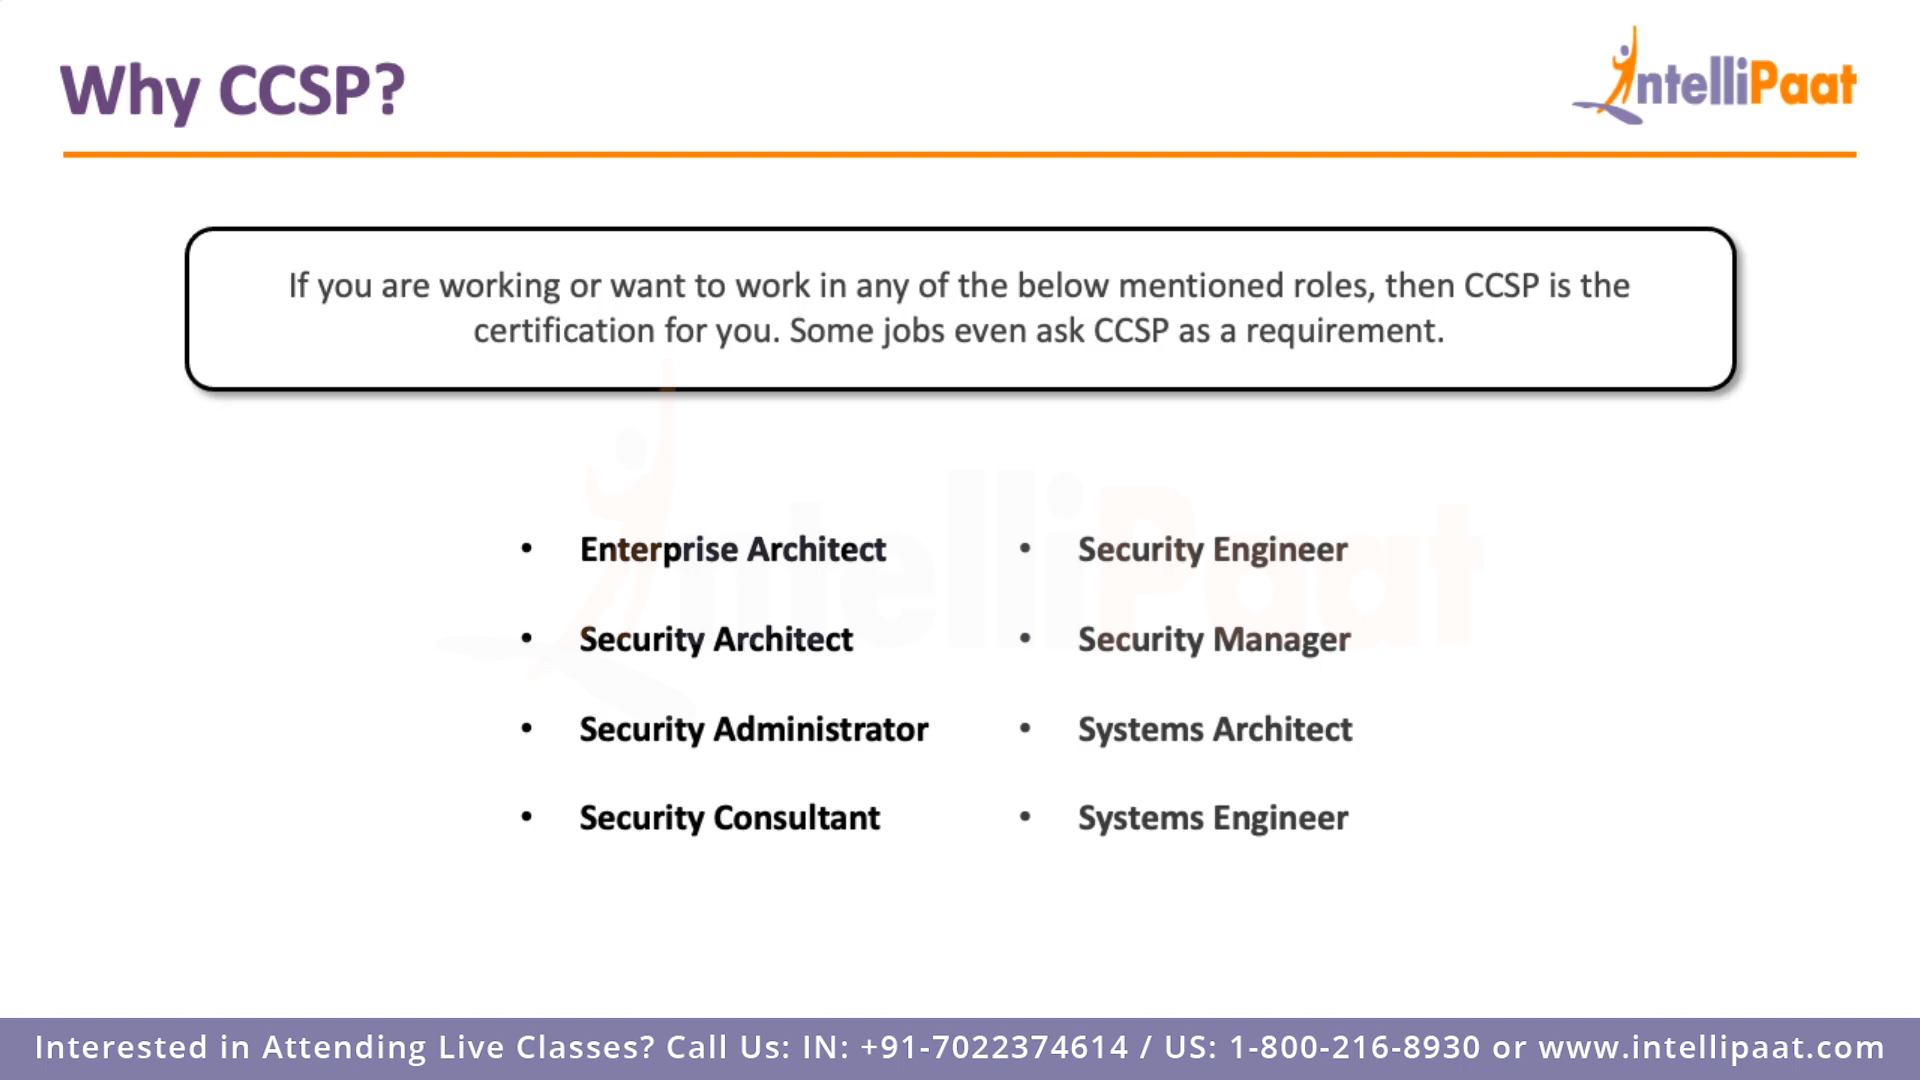 Why CCSP?
IntelliPaat
If you are working or want to work in any of the below mentioned roles, then CCSP is the
certification for you. Some jobs even ask CCSP as a requirement.
IntelliPaat
• Enterprise Architect
• Security Architect
• Security Administrator
• Security Consultant
• Security Engineer
• Security Manager
• Systems Architect
• Systems Engineer
Interested in Attending Live Classes? Call Us: IN: +91-7022374614 / US: 1-800-216-8930 or www.intellipaat.com